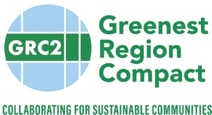 GRC2
Greenest
Region
Compact
COLLABORATING FOR SUSTAINABLE COMMUNITIES